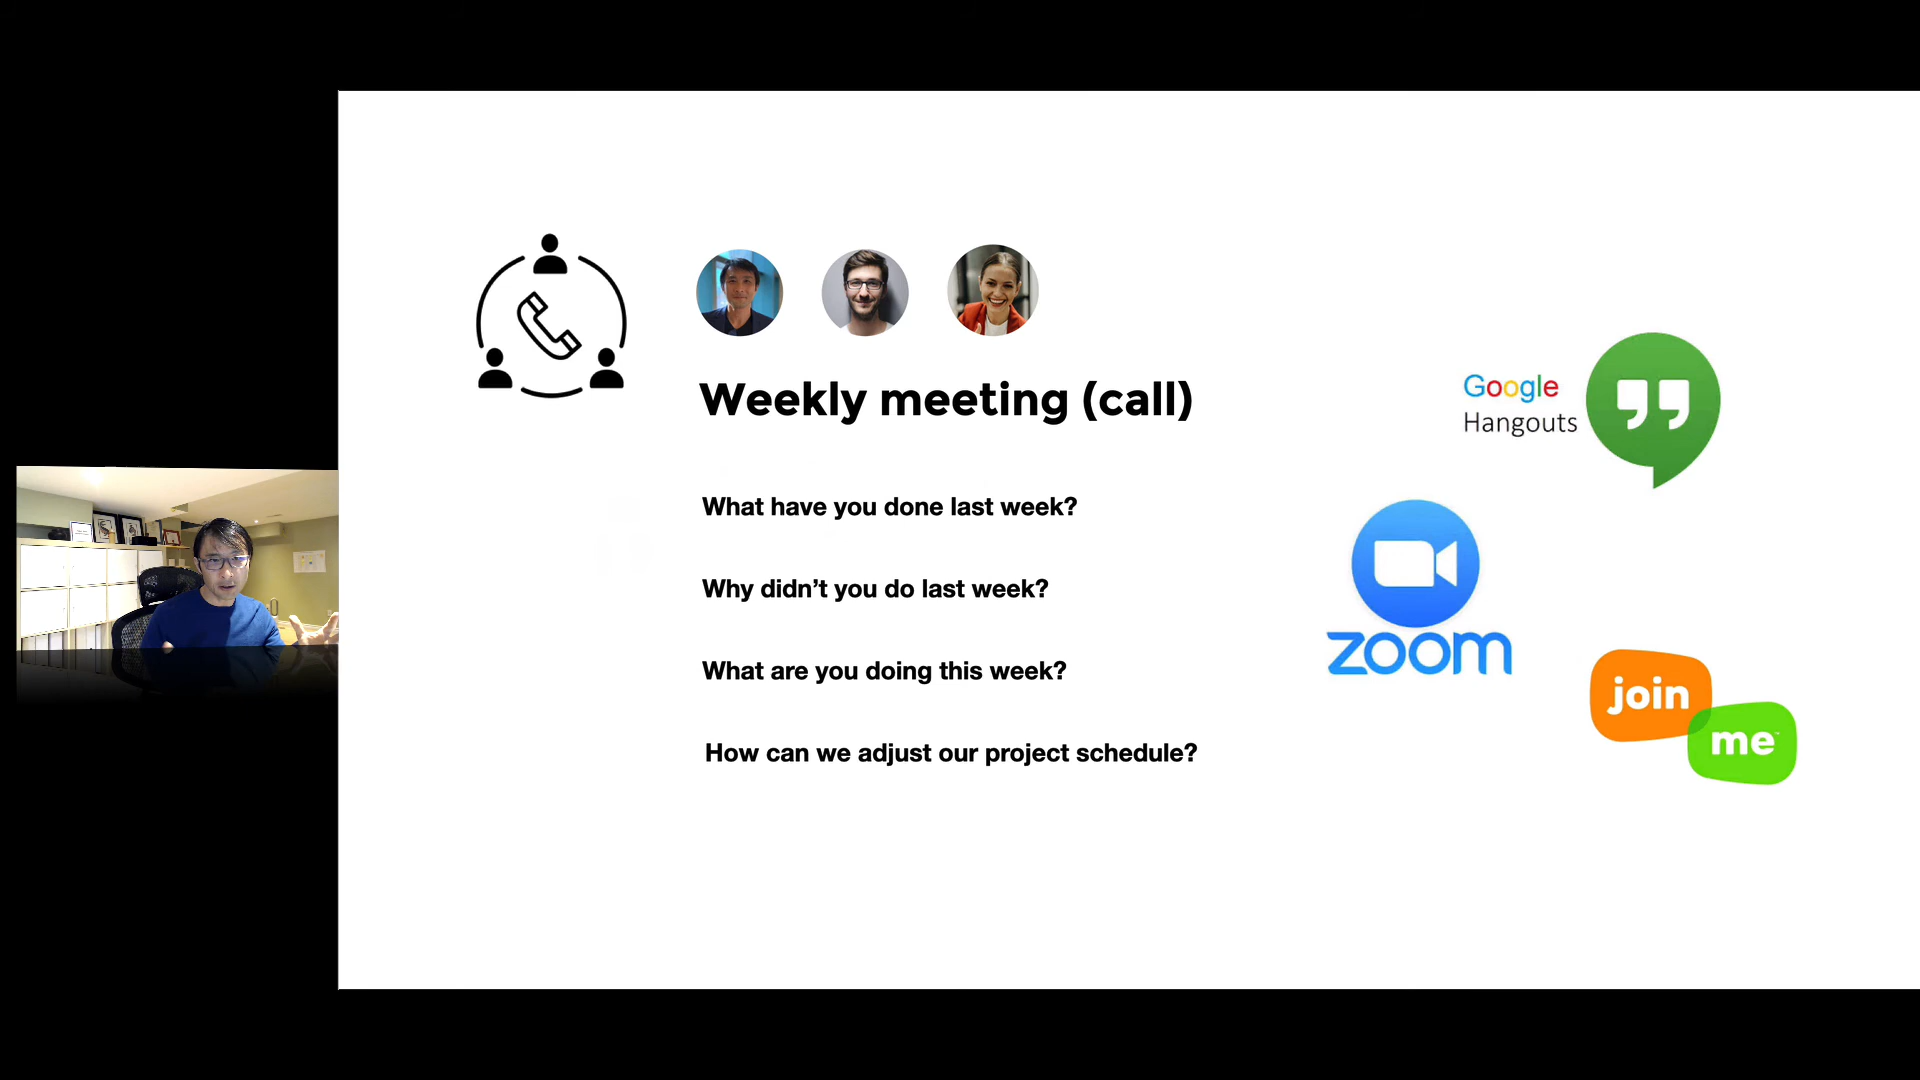 Weekly meeting (call)
What have you done last week?
Why didn’t you do last week?
What are you doing this week?
How can we adjust our project schedule?
Google
Hangouts
zoom
join
me